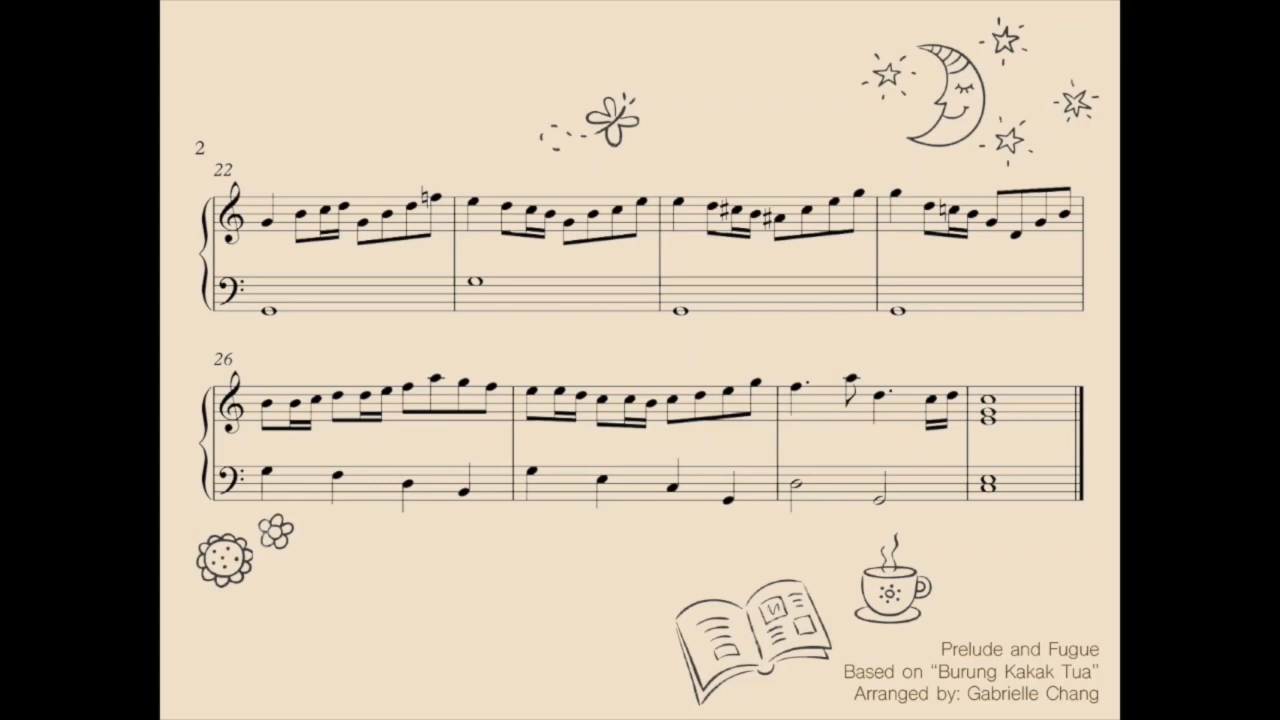 2
22
26
Prelude and Fugue
Based on “Burung Kakak Tua”
Arranged by: Gabrielle Chang